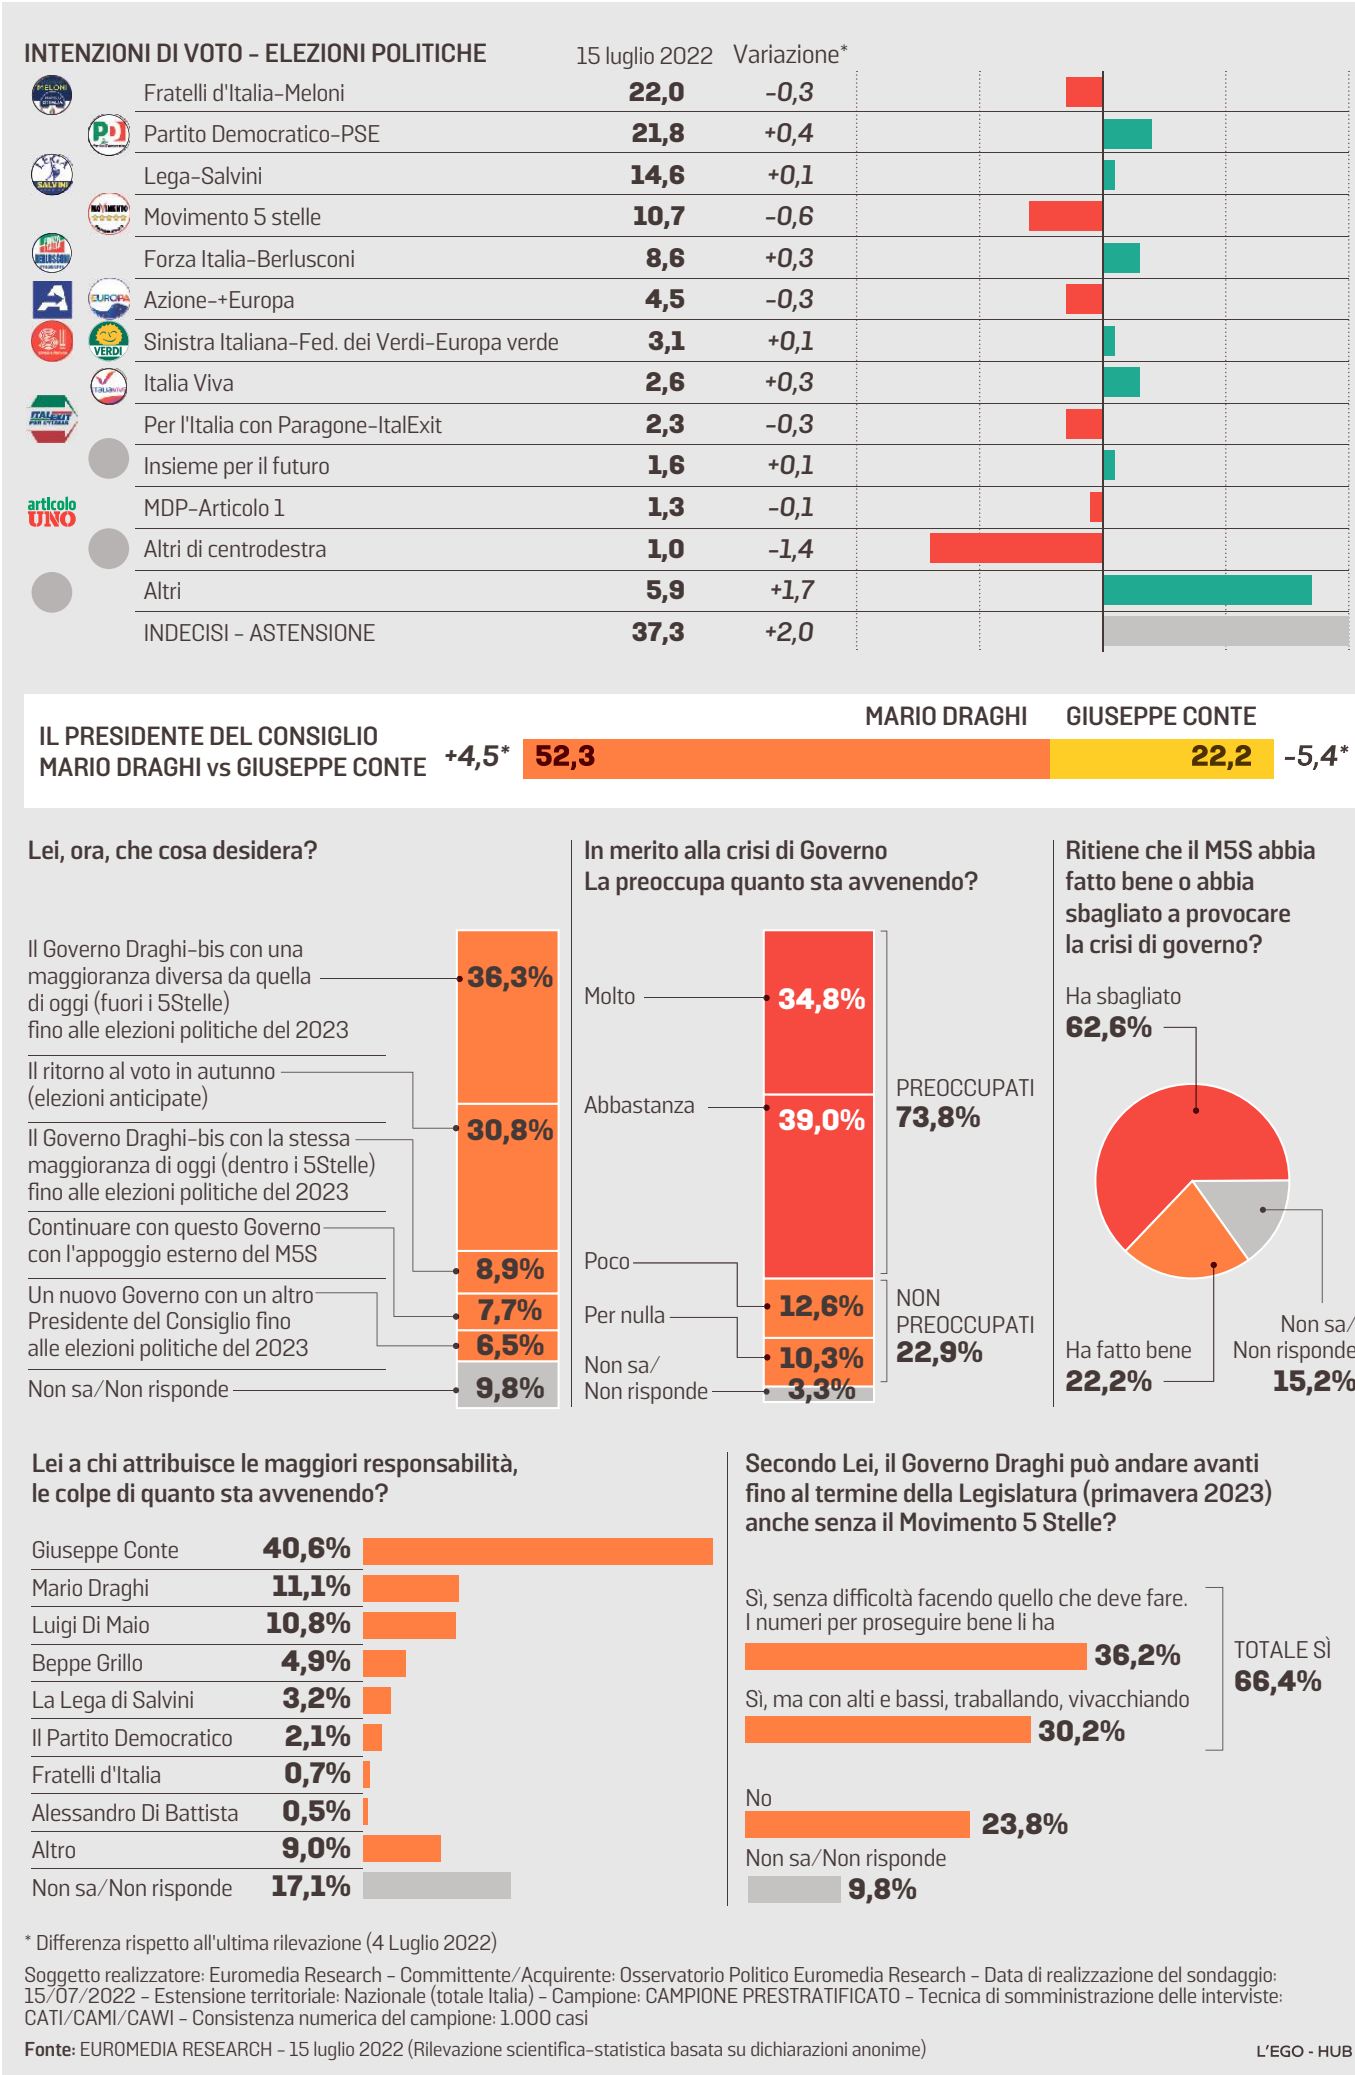 INTENZIONI DI VOTO - ELEZIONI POLITICHE 15 luglio 2022 Variazione*
MELONI Fratelli d'Italia-Meloni 22,0 -0,3
PD Partito Democratico-PSE 21,8 +0,4
LEGA SALVINI Lega-Salvini 14,6 +0,1
MOVIMENTO Movimento 5 stelle 10,7 -0,6
BERLUSCONI Forza Italia-Berlusconi 8,6 +0,3
A EUROPA Azione-+Europa 4,5 -0,3
SI VERDI Sinistra Italiana-Fed. dei Verdi-Europa verde 3,1 +0,1
ITALIA VIVA Italia Viva 2,6 +0,3
ITALEXIT PER L'ITALIA Per l'Italia con Paragone-ItalExit 2,3 -0,3
Insieme per il futuro 1,6 +0,1
articolo UNO MDP-Articolo 1 1,3 -0,1
Altri di centrodestra 1,0 -1,4
Altri 5,9 +1,7
INDECISI - ASTENSIONE 37,3 +2,0
MARIO DRAGHI GIUSEPPE CONTE
IL PRESIDENTE DEL CONSIGLIO
MARIO DRAGHI vs GIUSEPPE CONTE +4,5* 52,3 22,2 -5,4*
Lei, ora, che cosa desidera?
Il Governo Draghi-bis con una
maggioranza diversa da quella
di oggi (fuori i 5Stelle)
fino alle elezioni politiche del 2023
36,3%
Il ritorno al voto in autunno
(elezioni anticipate)
30,8%
Il Governo Draghi-bis con la stessa
maggioranza di oggi (dentro i 5Stelle)
fino alle elezioni politiche del 2023
8,9%
Continuare con questo Governo
con l'appoggio esterno del M5S
7,7%
Un nuovo Governo con un altro
Presidente del Consiglio fino
alle elezioni politiche del 2023
6,5%
Non sa/Non risponde
9,8%
In merito alla crisi di Governo
La preoccupa quanto sta avvenendo?
Molto 34,8%
Abbastanza 39,0%
PREOCCUPATI
73,8%
Poco 12,6%
Per nulla 10,3%
NON
PREOCCUPATI
22,9%
Non sa/
Non risponde 3,3%
Ritiene che il M5S abbia
fatto bene o abbia
sbagliato a provocare
la crisi di governo?
Ha sbagliato
62,6%
Ha fatto bene
22,2%
Non sa/
Non risponde
15,2%
Lei a chi attribuisce le maggiori responsabilità,
le colpe di quanto sta avvenendo?
Giuseppe Conte 40,6%
Mario Draghi 11,1%
Luigi Di Maio 10,8%
Beppe Grillo 4,9%
La Lega di Salvini 3,2%
Il Partito Democratico 2,1%
Fratelli d'Italia 0,7%
Alessandro Di Battista 0,5%
Altro 9,0%
Non sa/Non risponde 17,1%
Secondo Lei, il Governo Draghi può andare avanti
fino al termine della Legislatura (primavera 2023)
anche senza il Movimento 5 Stelle?
Sì, senza difficoltà facendo quello che deve fare.
I numeri per proseguire bene li ha
36,2%
Sì, ma con alti e bassi, traballando, vivacchiando
30,2%
TOTALE SÌ
66,4%
No
23,8%
Non sa/Non risponde
9,8%
* Differenza rispetto all'ultima rilevazione (4 Luglio 2022)
Soggetto realizzatore: Euromedia Research - Committente/Acquirente: Osservatorio Politico Euromedia Research - Data di realizzazione del sondaggio:
15/07/2022 - Estensione territoriale: Nazionale (totale Italia) - Campione: CAMPIONE PRESTRATIFICATO - Tecnica di somministrazione delle interviste:
CATI/CAMI/CAWI - Consistenza numerica del campione: 1.000 casi
Fonte: EUROMEDIA RESEARCH - 15 luglio 2022 (Rilevazione scientifica-statistica basata su dichiarazioni anonime)
L'EGO - HUB